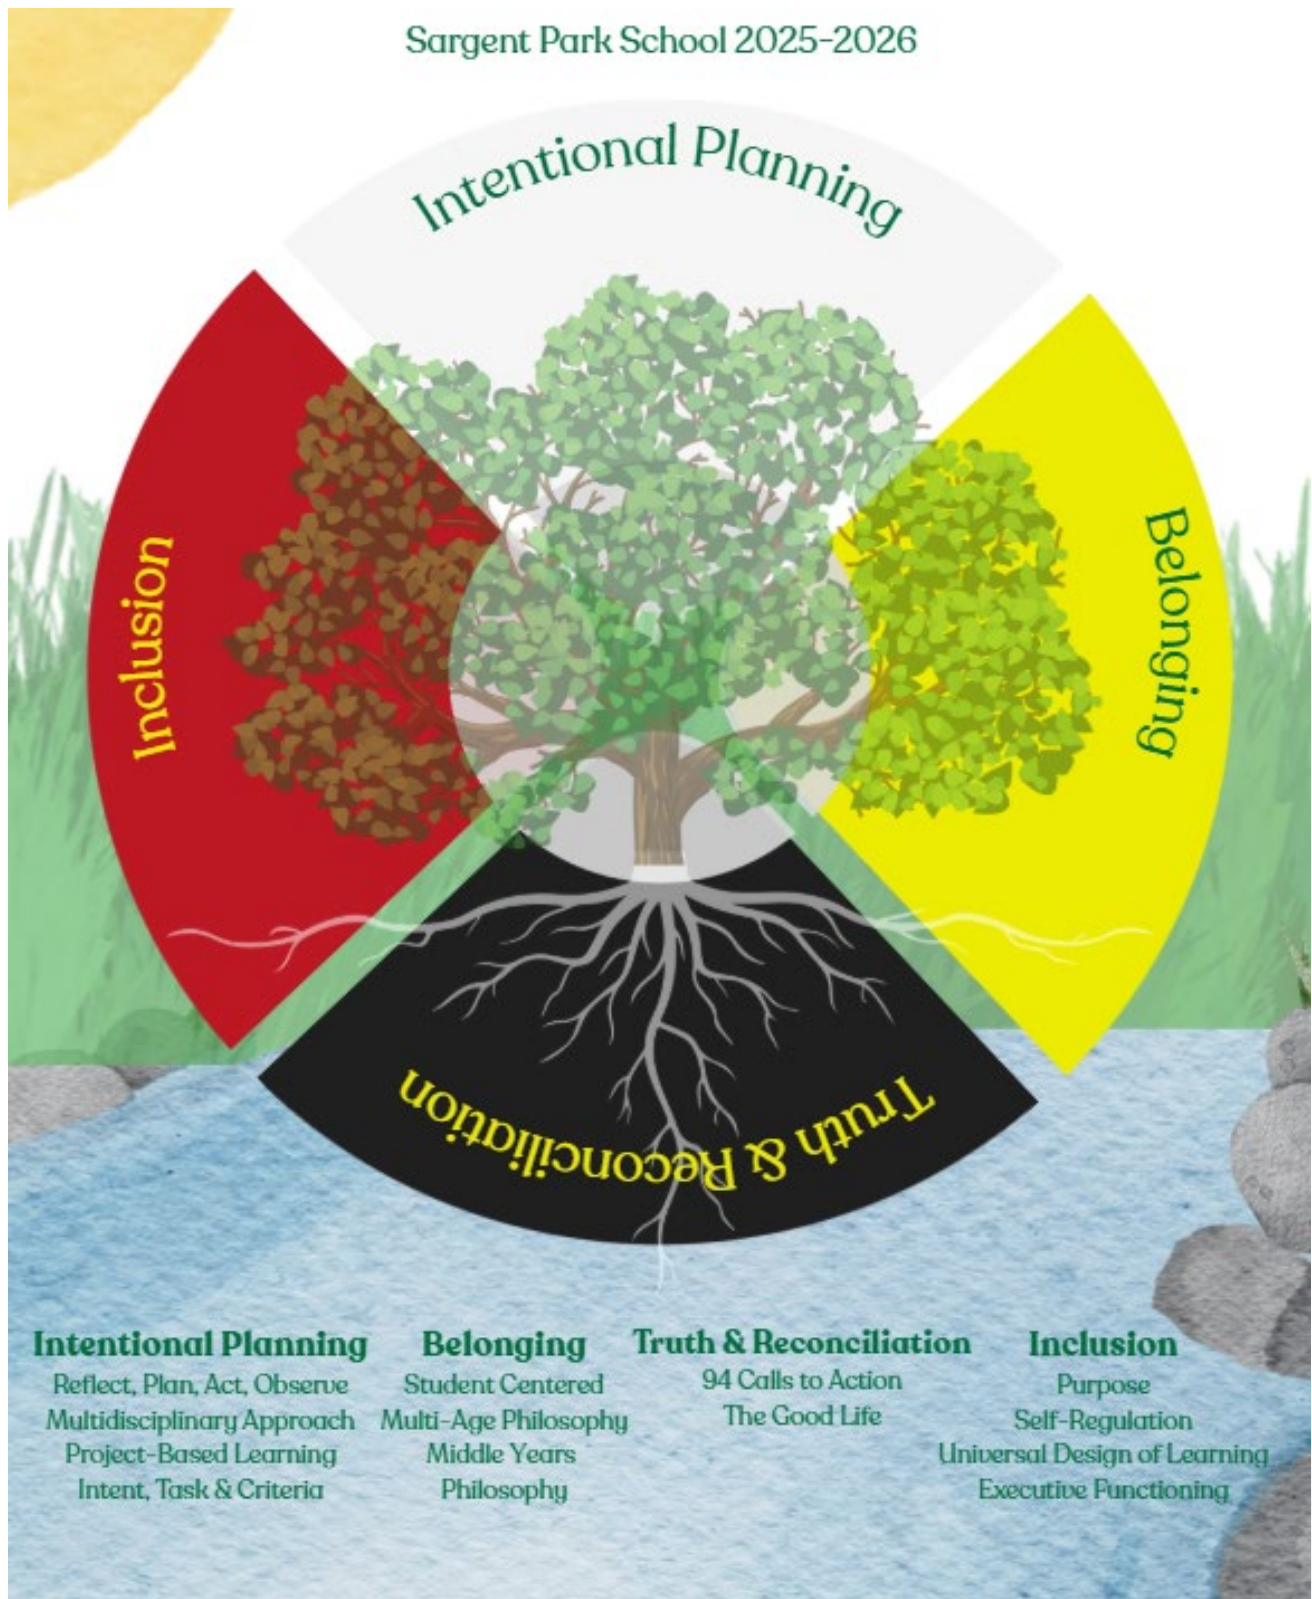 Sargent Park School 2025-2026
Intentional Planning
Inclusion
Belonging
Truth & Reconciliation
Intentional Planning
Reflect, Plan, Act, Observe
Multidisciplinary Approach
Project-Based Learning
Intent, Task & Criteria
Belonging
Student Centered
Multi-Age Philosophy
Middle Years
Philosophy
Truth & Reconciliation
94 Calls to Action
The Good Life
Inclusion
Purpose
Self-Regulation
Universal Design of Learning
Executive Functioning